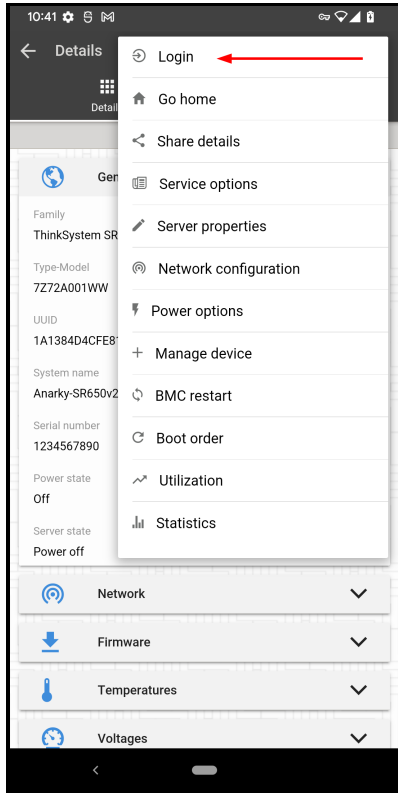 10:41
Details
Login
Go home
Share details
Service options
Server properties
Network configuration
Power options
Manage device
BMC restart
Boot order
Utilization
Statistics
Detail
Gen
Family
ThinkSystem SR
Type-Model
7Z72A001WW
UUID
1A1384D4CFE81
System name
Anarky-SR650v2
Serial number
1234567890
Power state
Off
Server state
Power off
Network
Firmware
Temperatures
Voltages